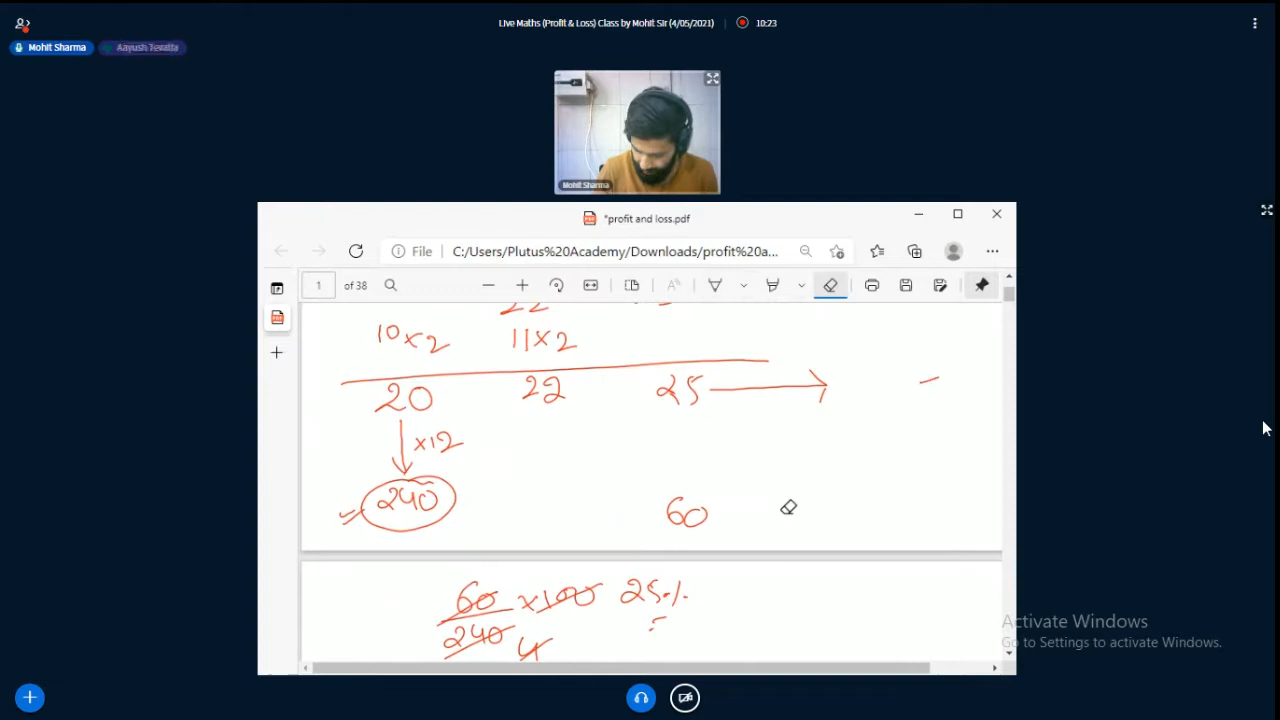 Live Maths (Profit & Loss) Class by Mohit Sir (4/05/2021) 10:23
Mohit Sharma Aayush Tewatia
Mohit Sharma
*profit and loss.pdf
File C:/Users/Plutus%20Academy/Downloads/profit%20a...
1 of 38
22
10×2 11×2
20 22 25
×12
240
60
60 ×100 25%
240 4
Activate Windows
Go to Settings to activate Windows.